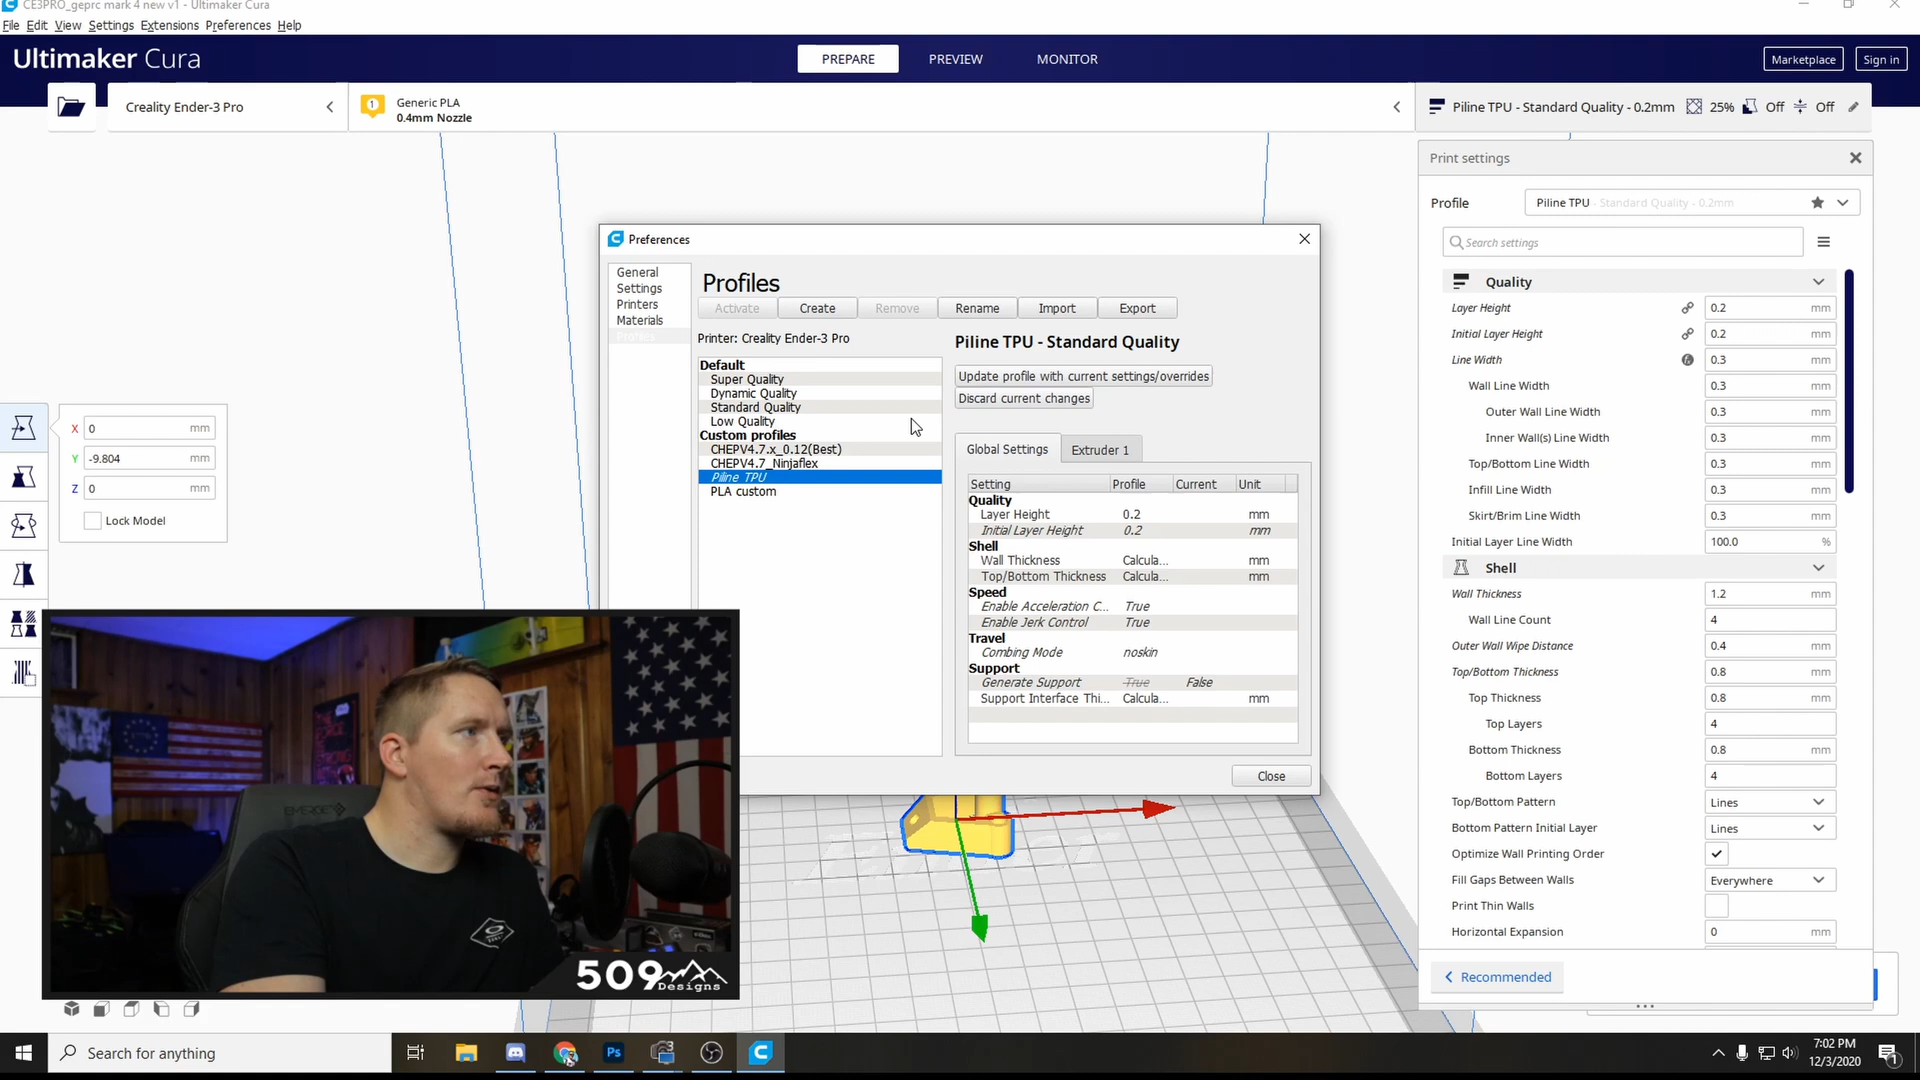 CE3PRO_geprc mark 4 new v1 - Ultimaker Cura
File Edit View Settings Extensions Preferences Help
Ultimaker Cura
PREPARE
PREVIEW
MONITOR
Marketplace
Sign in
Creality Ender-3 Pro
1
Generic PLA
0.4mm Nozzle
Piline TPU - Standard Quality - 0.2mm
25%
Off
Off
Print settings
Profile
Piline TPU - Standard Quality - 0.2mm
Search settings
Quality
Layer Height 0.2 mm
Initial Layer Height 0.2 mm
Line Width 0.3 mm
Wall Line Width 0.3 mm
Outer Wall Line Width 0.3 mm
Inner Wall(s) Line Width 0.3 mm
Top/Bottom Line Width 0.3 mm
Infill Line Width 0.3 mm
Skirt/Brim Line Width 0.3 mm
Initial Layer Line Width 100.0 %
Shell
Wall Thickness 1.2 mm
Wall Line Count 4
Outer Wall Wipe Distance 0.4 mm
Top/Bottom Thickness 0.8 mm
Top Thickness 0.8 mm
Top Layers 4
Bottom Thickness 0.8 mm
Bottom Layers 4
Top/Bottom Pattern Lines
Bottom Pattern Initial Layer Lines
Optimize Wall Printing Order
Fill Gaps Between Walls Everywhere
Print Thin Walls
Horizontal Expansion 0 mm
Recommended
X 0 mm
Y -9.804 mm
Z 0 mm
Lock Model
Preferences
General
Settings
Printers
Materials
Profiles
Profiles
Activate
Create
Remove
Rename
Import
Export
Printer: Creality Ender-3 Pro
Default
Super Quality
Dynamic Quality
Standard Quality
Low Quality
Custom profiles
CHEPV4.7.x_0.12(Best)
CHEPV4.7_Ninjaflex
Piline TPU
PLA custom
Piline TPU - Standard Quality
Update profile with current settings/overrides
Discard current changes
Global Settings
Extruder 1
Setting Profile Current Unit
Quality
Layer Height 0.2 mm
Initial Layer Height 0.2 mm
Shell
Wall Thickness Calcula... mm
Top/Bottom Thickness Calcula... mm
Speed
Enable Acceleration C... True
Enable Jerk Control True
Travel
Combing Mode noskin
Support
Generate Support True False
Support Interface Thi... Calcula... mm
Close
509
Designs
Search for anything
Ps
7:02 PM
12/3/2020
1